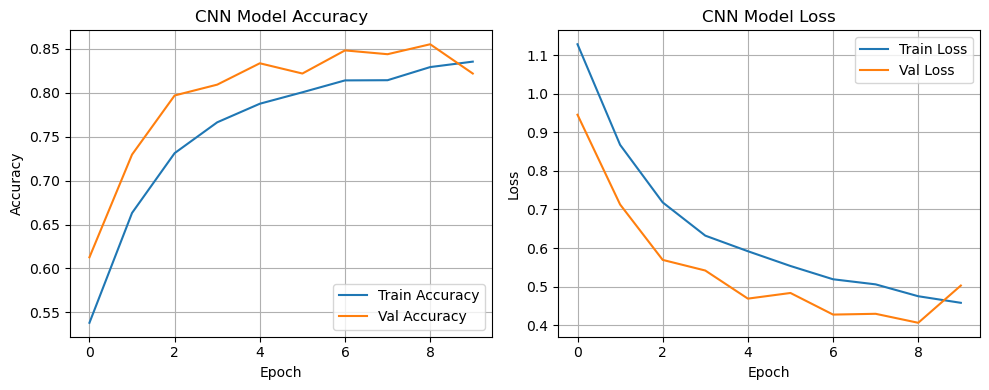 CNN Model Accuracy
Accuracy
0.85
0.80
0.75
0.70
0.65
0.60
0.55
0
2
4
6
8
Epoch
Train Accuracy
Val Accuracy
CNN Model Loss
Loss
1.1
1.0
0.9
0.8
0.7
0.6
0.5
0.4
0
2
4
6
8
Epoch
Train Loss
Val Loss